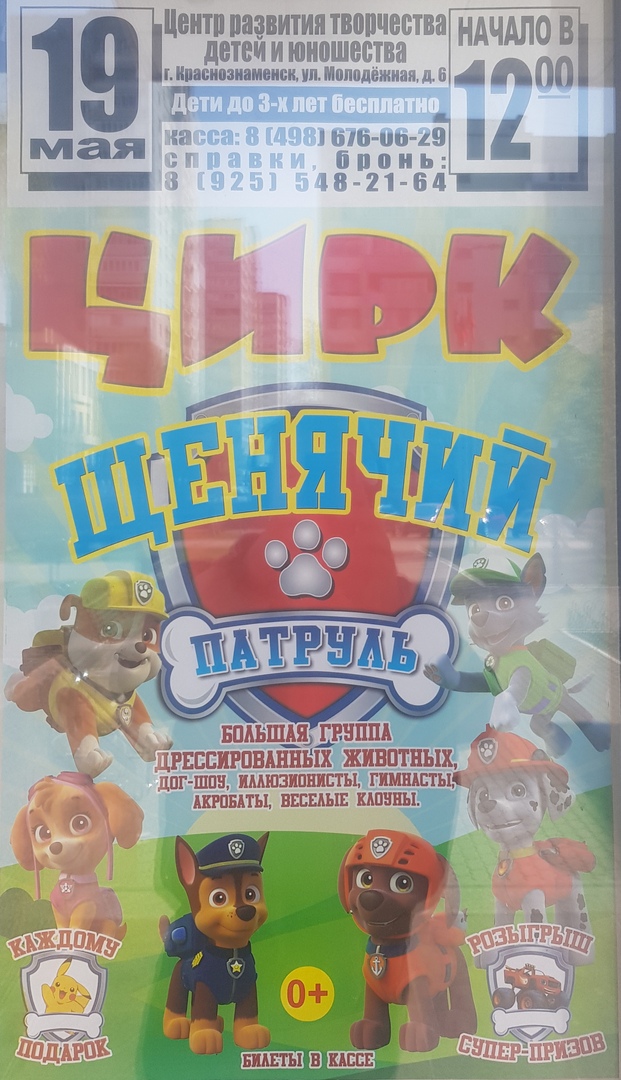 19
мая
Центр развития творчества
детей и юношества
г. Краснознаменск, ул. Молодёжная, д. 6
Дети до 3-х лет бесплатно
касса: 8 (498) 676-06-29
справки, бронь:
8 (925) 548-21-64
НАЧАЛО В
12 00
ЦИРК
ЩЕНЯЧИЙ
ПАТРУЛЬ
БОЛЬШАЯ ГРУППА
ДРЕССИРОВАННЫХ ЖИВОТНЫХ,
ДОГ-ШОУ, ИЛЛЮЗИОНИСТЫ, ГИМНАСТЫ,
АКРОБАТЫ, ВЕСЕЛЫЕ КЛОУНЫ.
КАЖДОМУ
ПОДАРОК
0+
РОЗЫГРЫШ
СУПЕР-ПРИЗОВ
БИЛЕТЫ В КАССЕ